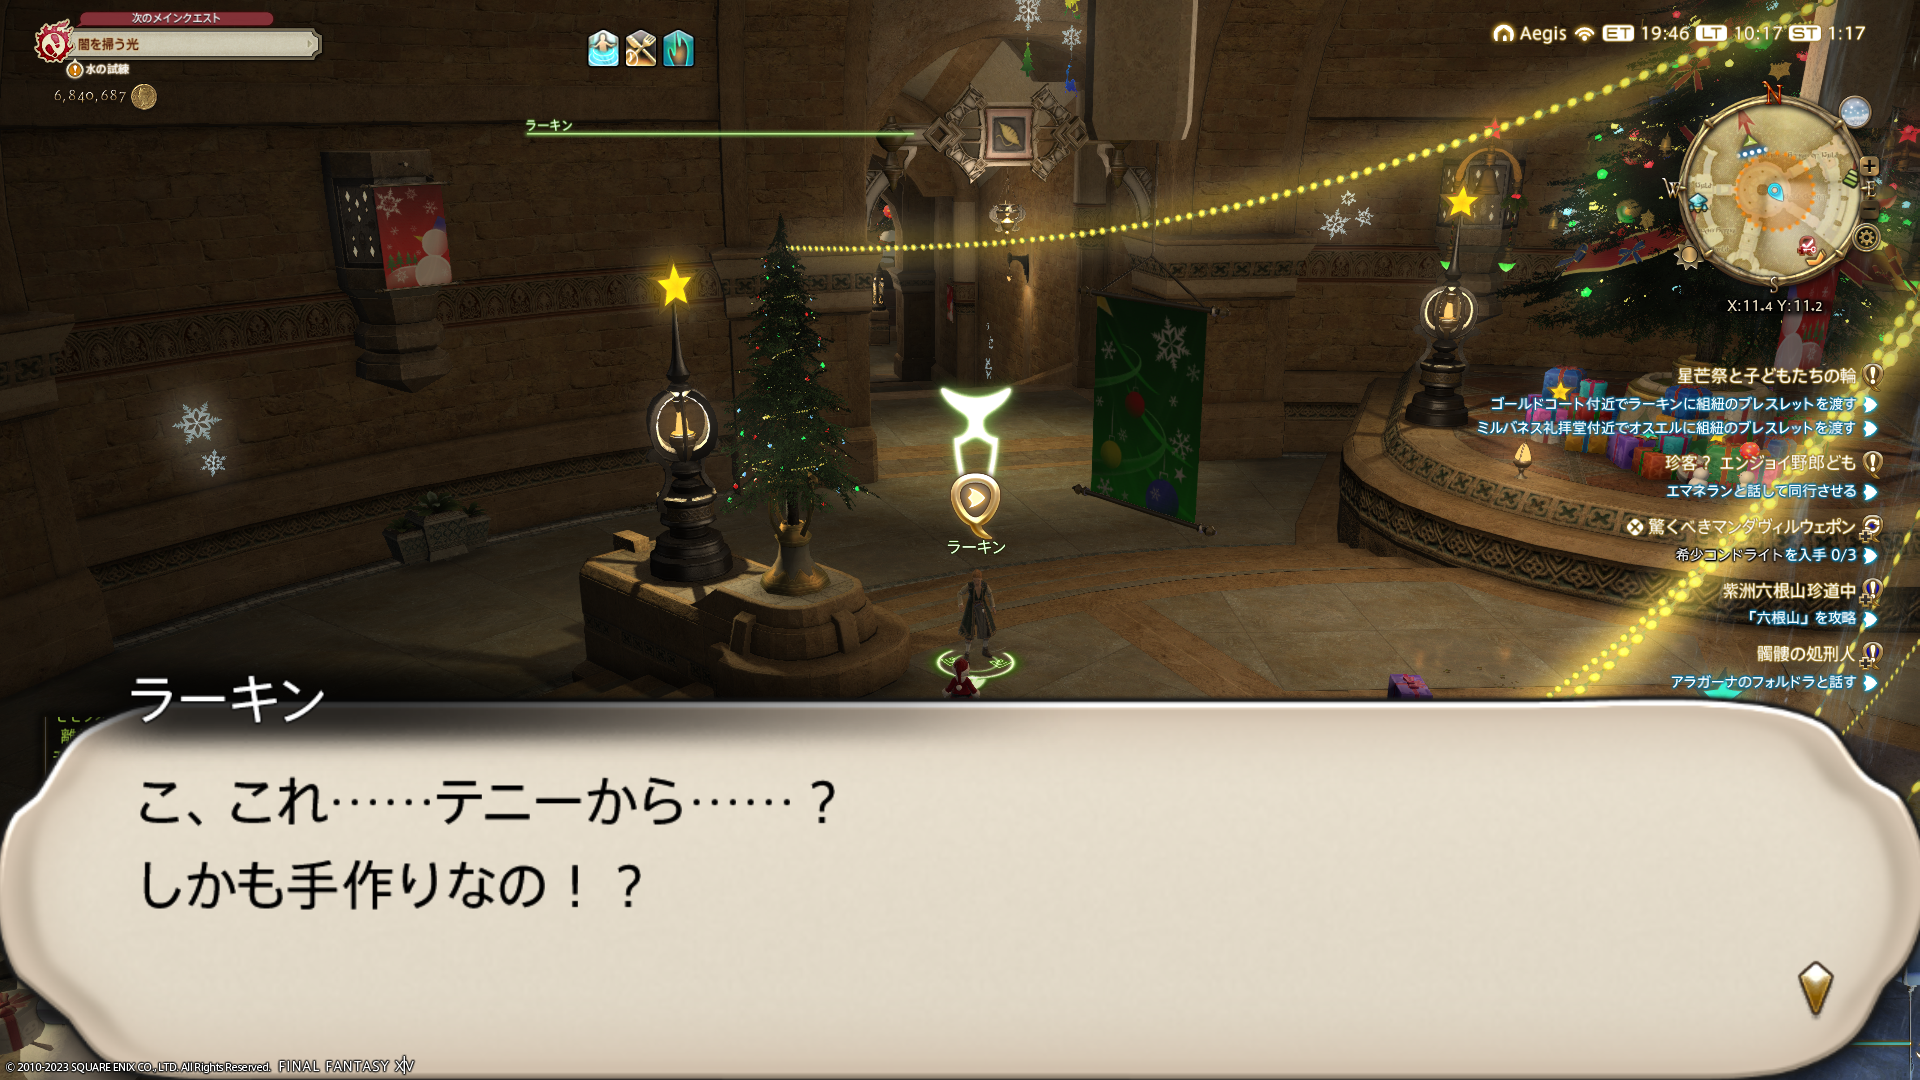 次のメインクエスト
闇を掃う光
水の試練
6,840,687
ラーキン
Aegis ET 19:46 LT 10:17 ST 1:17
N
W
E
S
X:11.4 Y:11.2
星芒祭と子どもたちの輪
ゴールドコート付近でラーキンに組紐のブレスレットを渡す
ミルバネス礼拝堂付近でオスエルに組紐のブレスレットを渡す
珍客？ エンジョイ野郎ども
エマネランと話して同行させる
驚くべきマンダヴィルウェポン
希少コンドライトを入手 0/3
紫洲六根山珍道中
「六根山」を攻略
髑髏の処刑人
アラガーナのフォルドラと話す
ラーキン
ラーキン
こ、これ……テニーから……？
しかも手作りなの！？
© 2010-2023 SQUARE ENIX CO., LTD. All Rights Reserved. FINAL FANTASY XIV